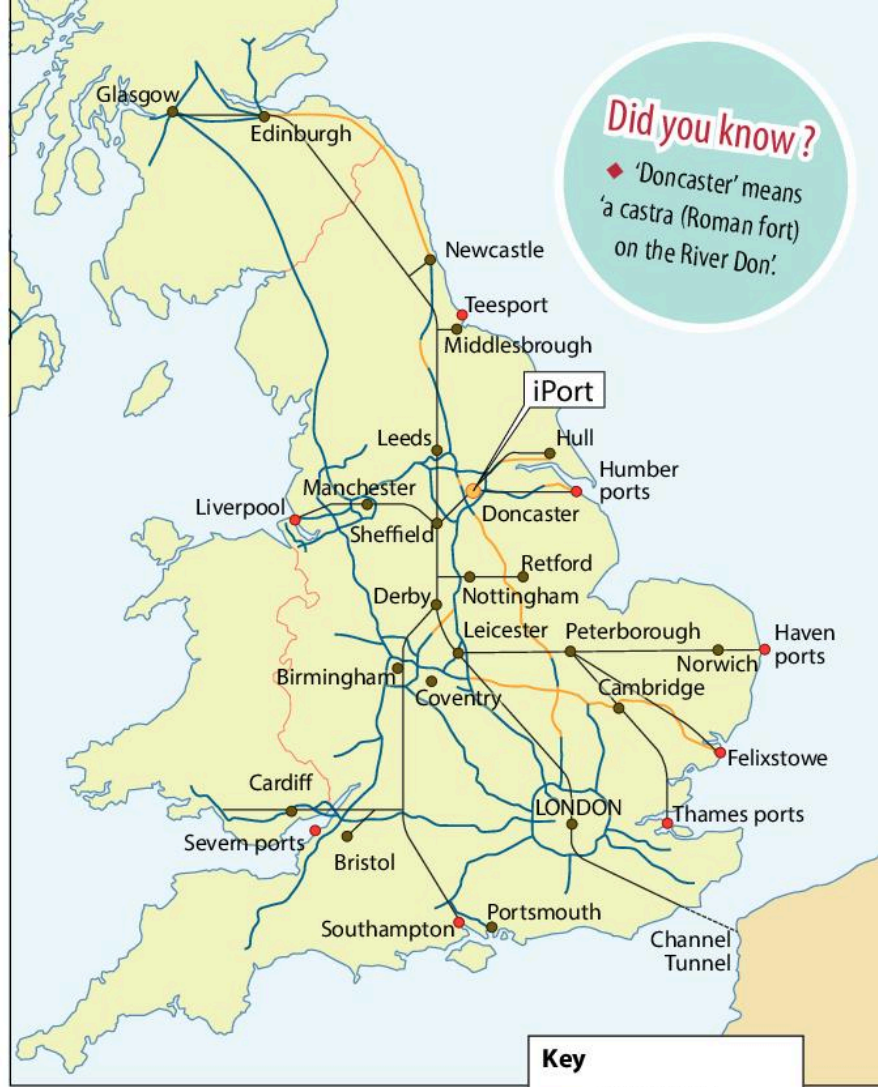 Glasgow
Edinburgh
Did you know?
◆ 'Doncaster' means
'a castra (Roman fort)
on the River Don'.
Newcastle
Teesport
Middlesbrough
iPort
Leeds
Hull
Humber
ports
Manchester
Liverpool
Doncaster
Sheffield
Retford
Nottingham
Derby
Leicester
Peterborough
Haven
ports
Norwich
Birmingham
Coventry
Cambridge
Felixstowe
Cardiff
LONDON
Thames ports
Severn ports
Bristol
Southampton
Portsmouth
Channel
Tunnel
Key